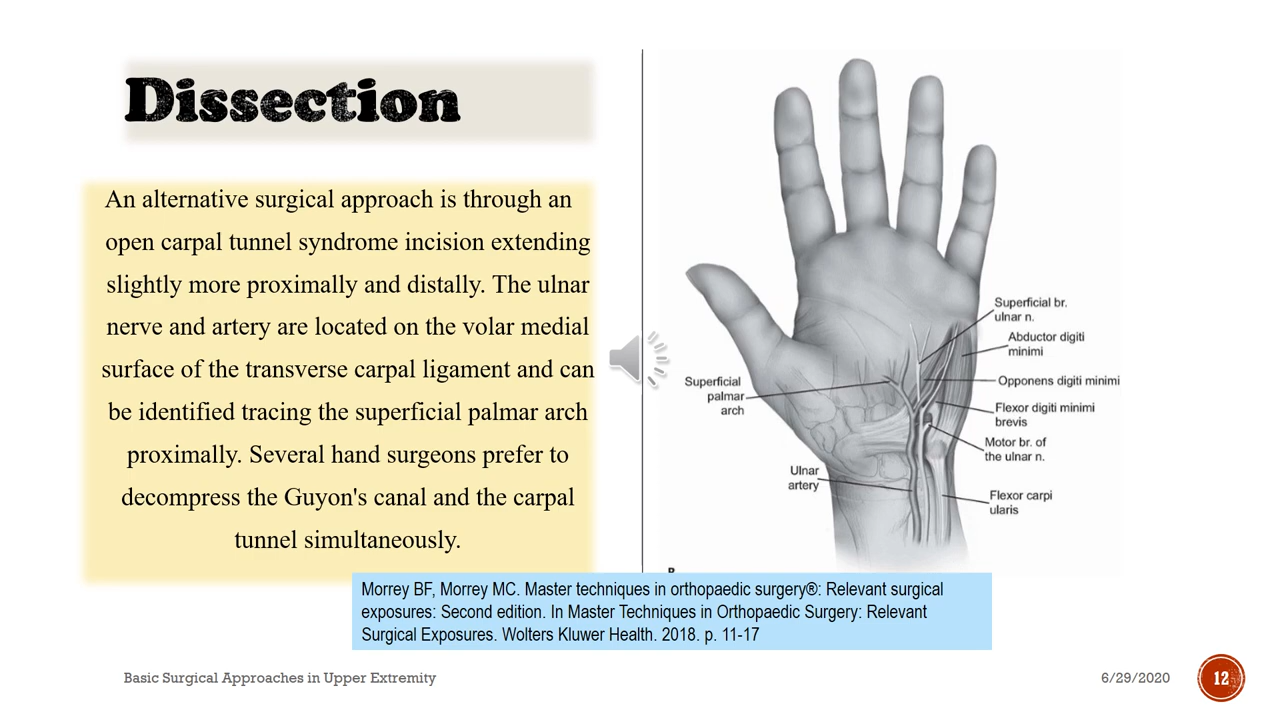 Dissection
An alternative surgical approach is through an
open carpal tunnel syndrome incision extending
slightly more proximally and distally. The ulnar
nerve and artery are located on the volar medial
surface of the transverse carpal ligament and can
be identified tracing the superficial palmar arch
proximally. Several hand surgeons prefer to
decompress the Guyon's canal and the carpal
tunnel simultaneously.
Superficial br.
ulnar n.
Abductor digiti
minimi
Opponens digiti minimi
Superficial
palmar
arch
Flexor digiti minimi
brevis
Motor br. of
the ulnar n.
Ulnar
artery
Flexor carpi
ularis
Morrey BF, Morrey MC. Master techniques in orthopaedic surgery®: Relevant surgical
exposures: Second edition. In Master Techniques in Orthopaedic Surgery: Relevant
Surgical Exposures. Wolters Kluwer Health. 2018. p. 11-17
Basic Surgical Approaches in Upper Extremity
6/29/2020
12